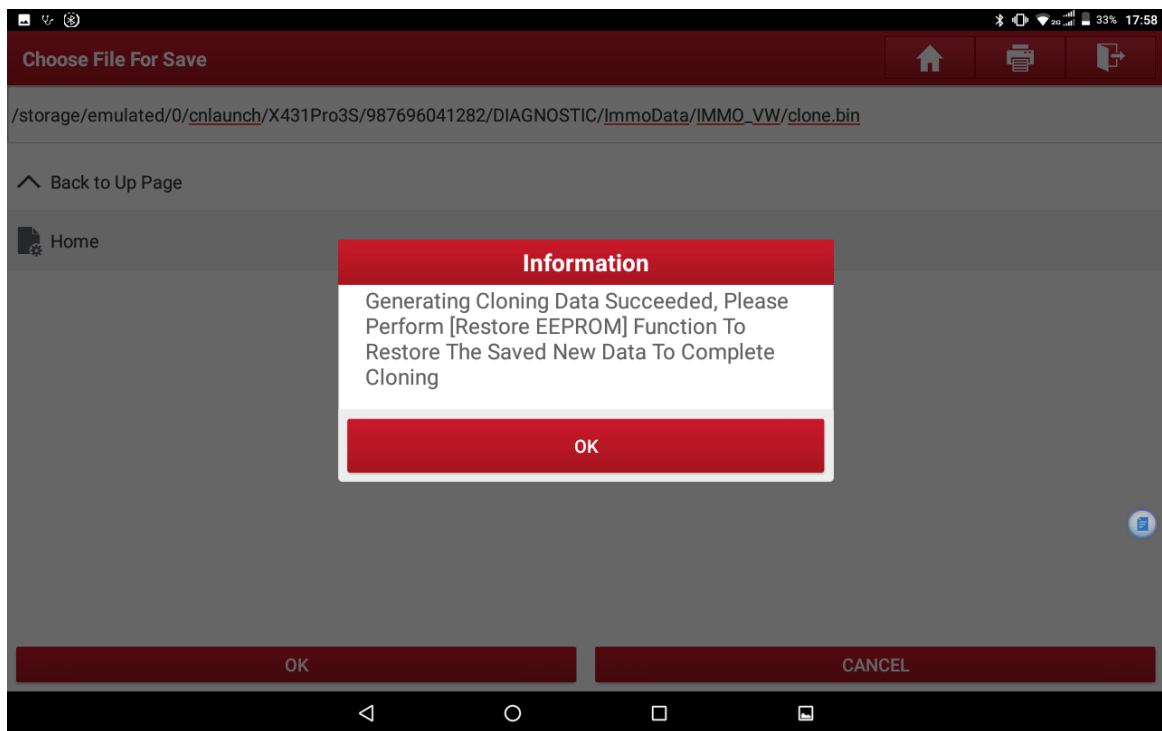 33% 17:58
Choose File For Save
/storage/emulated/0/cnlaunch/X431Pro3S/987696041282/DIAGNOSTIC/ImmoData/IMMO_VW/clone.bin
Back to Up Page
Home
Information
Generating Cloning Data Succeeded, Please
Perform [Restore EEPROM] Function To
Restore The Saved New Data To Complete
Cloning
OK
OK
CANCEL